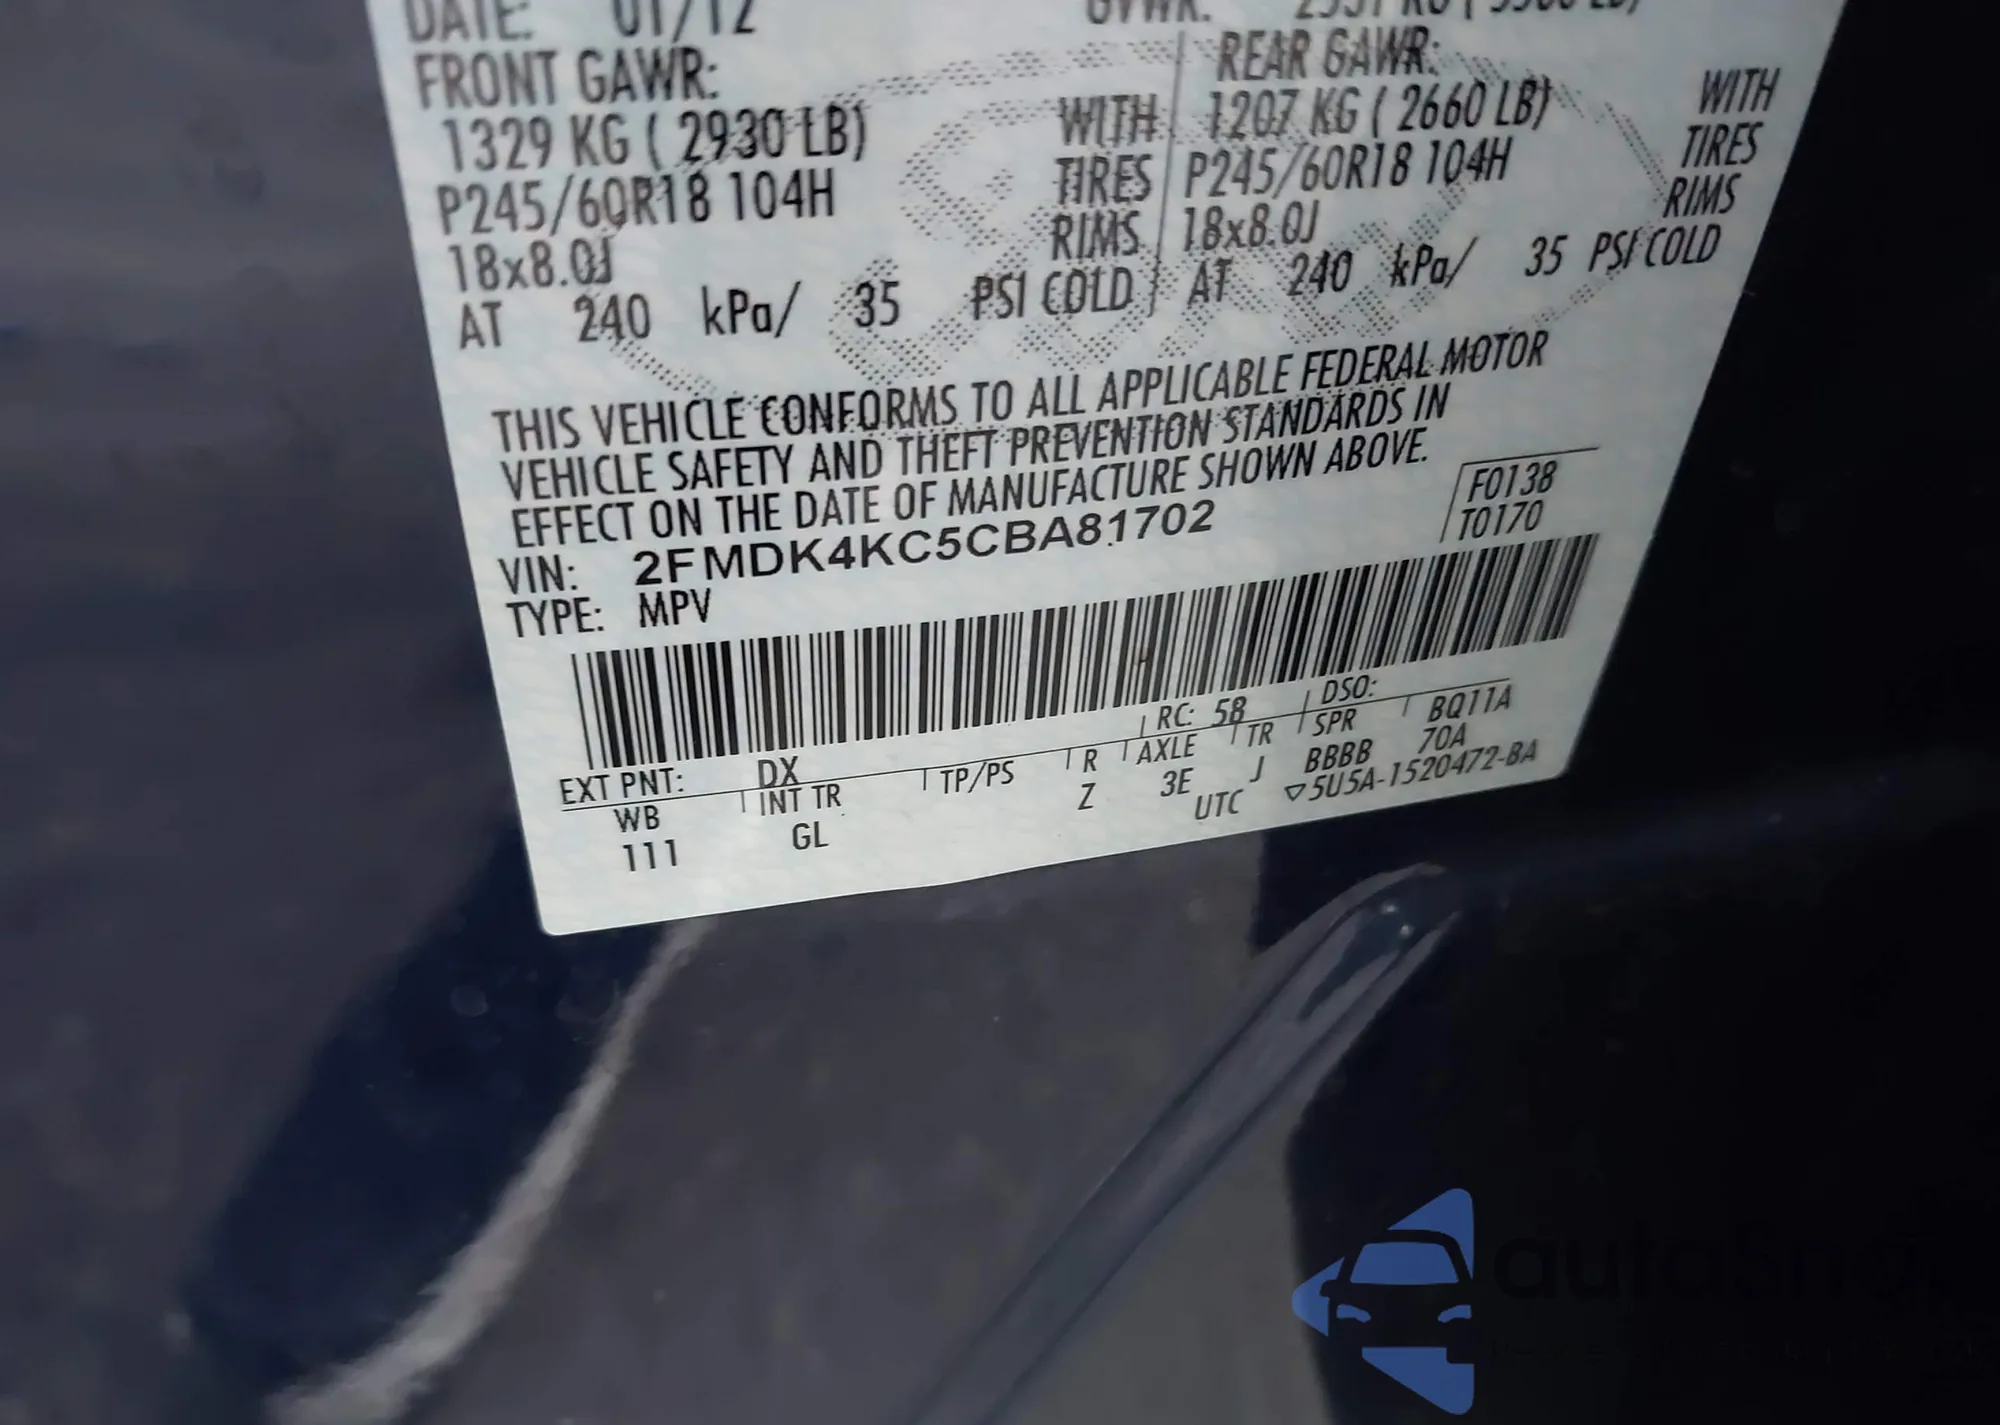 DATE: 01/12
FRONT GAWR: REAR GAWR:
1329 KG ( 2930 LB) WITH 1207 KG ( 2660 LB) WITH
P245/60R18 104H TIRES P245/60R18 104H TIRES
18x8.0J RIMS 18x8.0J RIMS
AT 240 kPa/ 35 PSI COLD AT 240 kPa/ 35 PSI COLD
THIS VEHICLE CONFORMS TO ALL APPLICABLE FEDERAL MOTOR
VEHICLE SAFETY AND THEFT PREVENTION STANDARDS IN
EFFECT ON THE DATE OF MANUFACTURE SHOWN ABOVE.
F0138
T0170
VIN: 2FMDK4KC5CBA81702
TYPE: MPV
EXT PNT: DX RC: 58 DSO:
WB INT TR TP/PS R AXLE TR SPR BQ11A
111 GL Z 3E J BBBB 70A
UTC ▽5U5A-1520472-BA